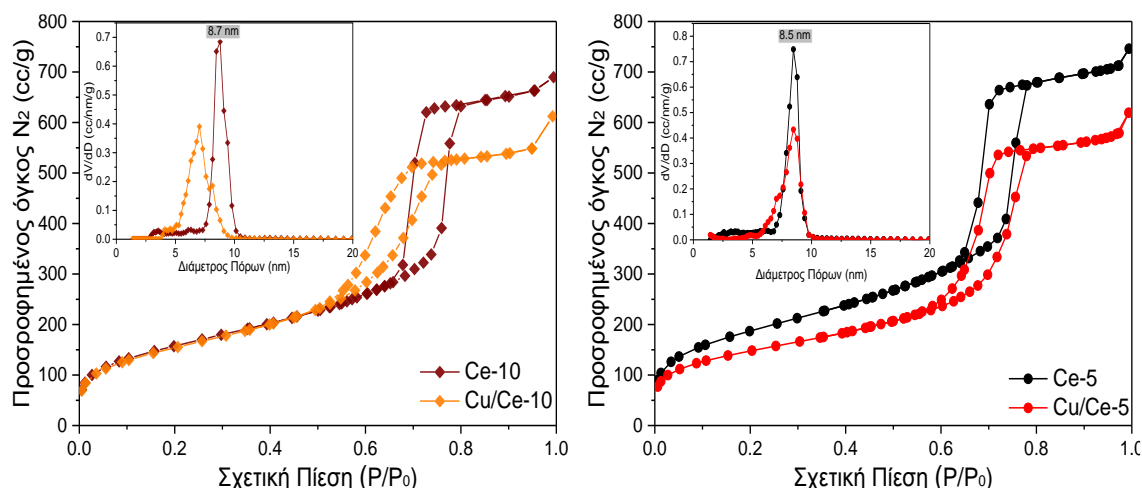 Προσροφημένος όγκος N₂ (cc/g)
800
700
600
500
400
300
200
100
0
0.0 0.2 0.4 0.6 0.8 1.0
Σχετική Πίεση (P/P₀)
dV/dD (cc/nm/g)
0.7
0.6
0.5
0.4
0.3
0.2
0.1
0.0
0 5 10 15 20
Διάμετρος Πόρων (nm)
8.7 nm
Ce-10
Cu/Ce-10
Προσροφημένος όγκος N₂ (cc/g)
800
700
600
500
400
300
200
100
0
0.0 0.2 0.4 0.6 0.8 1.0
Σχετική Πίεση (P/P₀)
dV/dD (cc/nm/g)
0.8
0.7
0.6
0.5
0.4
0.3
0.2
0.1
0.0
0 5 10 15 20
Διάμετρος Πόρων (nm)
8.5 nm
Ce-5
Cu/Ce-5